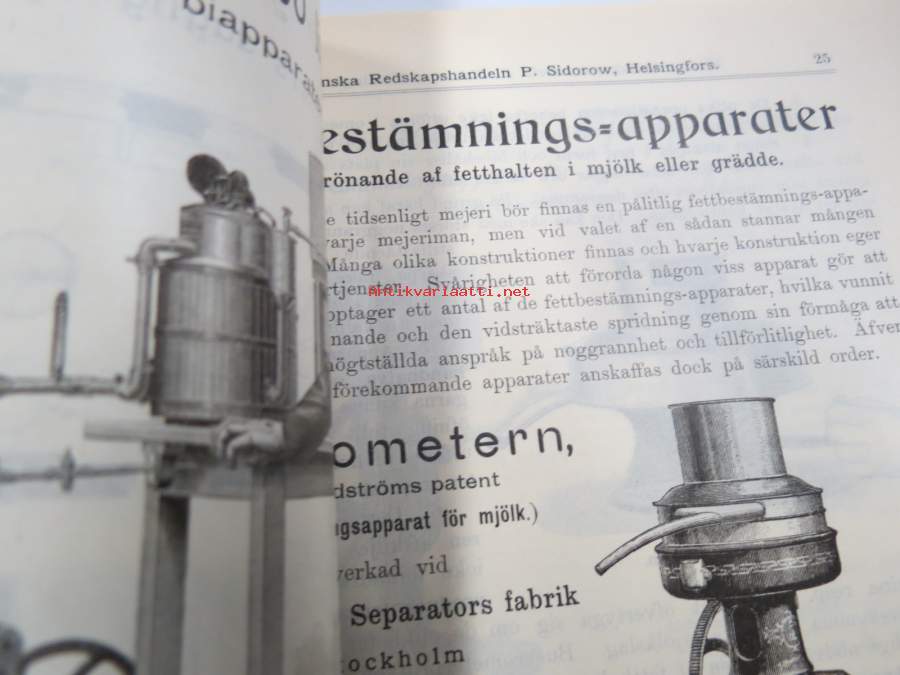 nska Redskapshandeln P. Sidorow, Helsingfors. 25
estämnings=apparater
rönande af fetthalten i mjölk eller grädde.
e tidsenligt mejeri bör finnas en pålitlig fettbestämnings-appa-
varje mejeriman, men vid valet af en sådan stannar mången
Många olika konstruktioner finnas och hvarje konstruktion eger
rtjenster. Svårigheten att förorda någon viss apparat gör att
pptager ett antal af de fettbestämnings-apparater, hvilka vunnit
nande och den vidsträktaste spridning genom sin förmåga att
högtställda anspråk på noggrannhet och tillförlitlighet. Äfven
förekommande apparater anskaffas dock på särskild order.
antikvariaatti.net
ometern,
dströms patent
ngsapparat för mjölk.)
verkad vid
Separators fabrik
tockholm